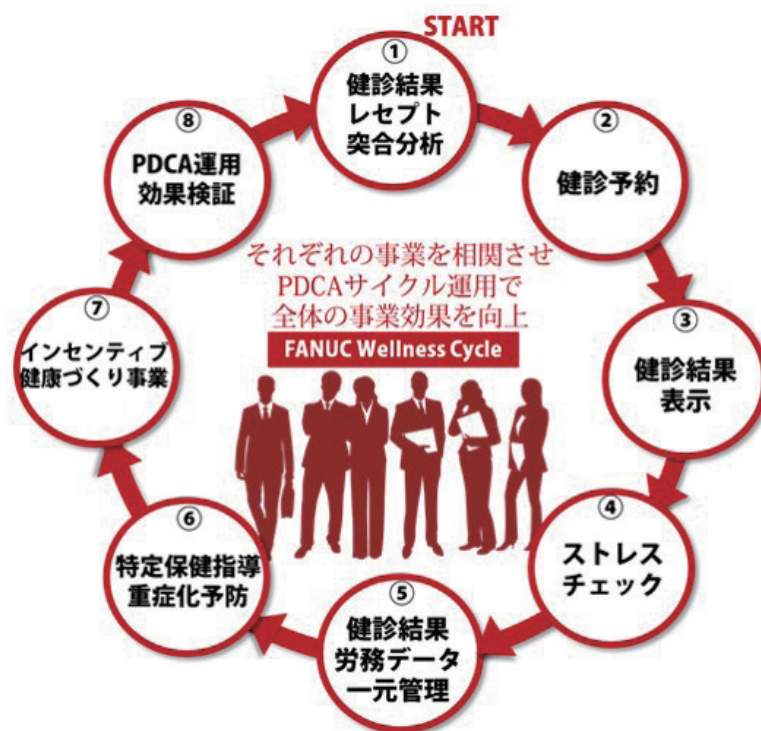 START
①
健診結果
レセプト
突合分析
②
健診予約
③
健診結果
表示
④
ストレス
チェック
⑤
健診結果
労務データ
一元管理
⑥
特定保健指導
重症化予防
⑦
インセンティブ
健康づくり事業
⑧
PDCA運用
効果検証
それぞれの事業を相関させ
PDCAサイクル運用で
全体の事業効果を向上
FANUC Wellness Cycle